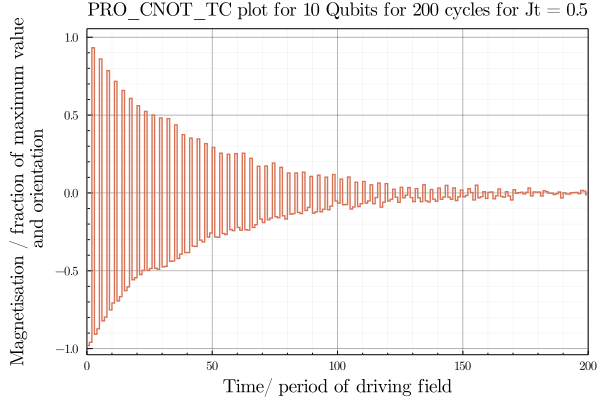 PRO_CNOT_TC plot for 10 Qubits for 200 cycles for Jt = 0.5
Magnetisation / fraction of maximum value
and orientation
1.0
0.5
0.0
−0.5
−1.0
0
50
100
150
200
Time/ period of driving field